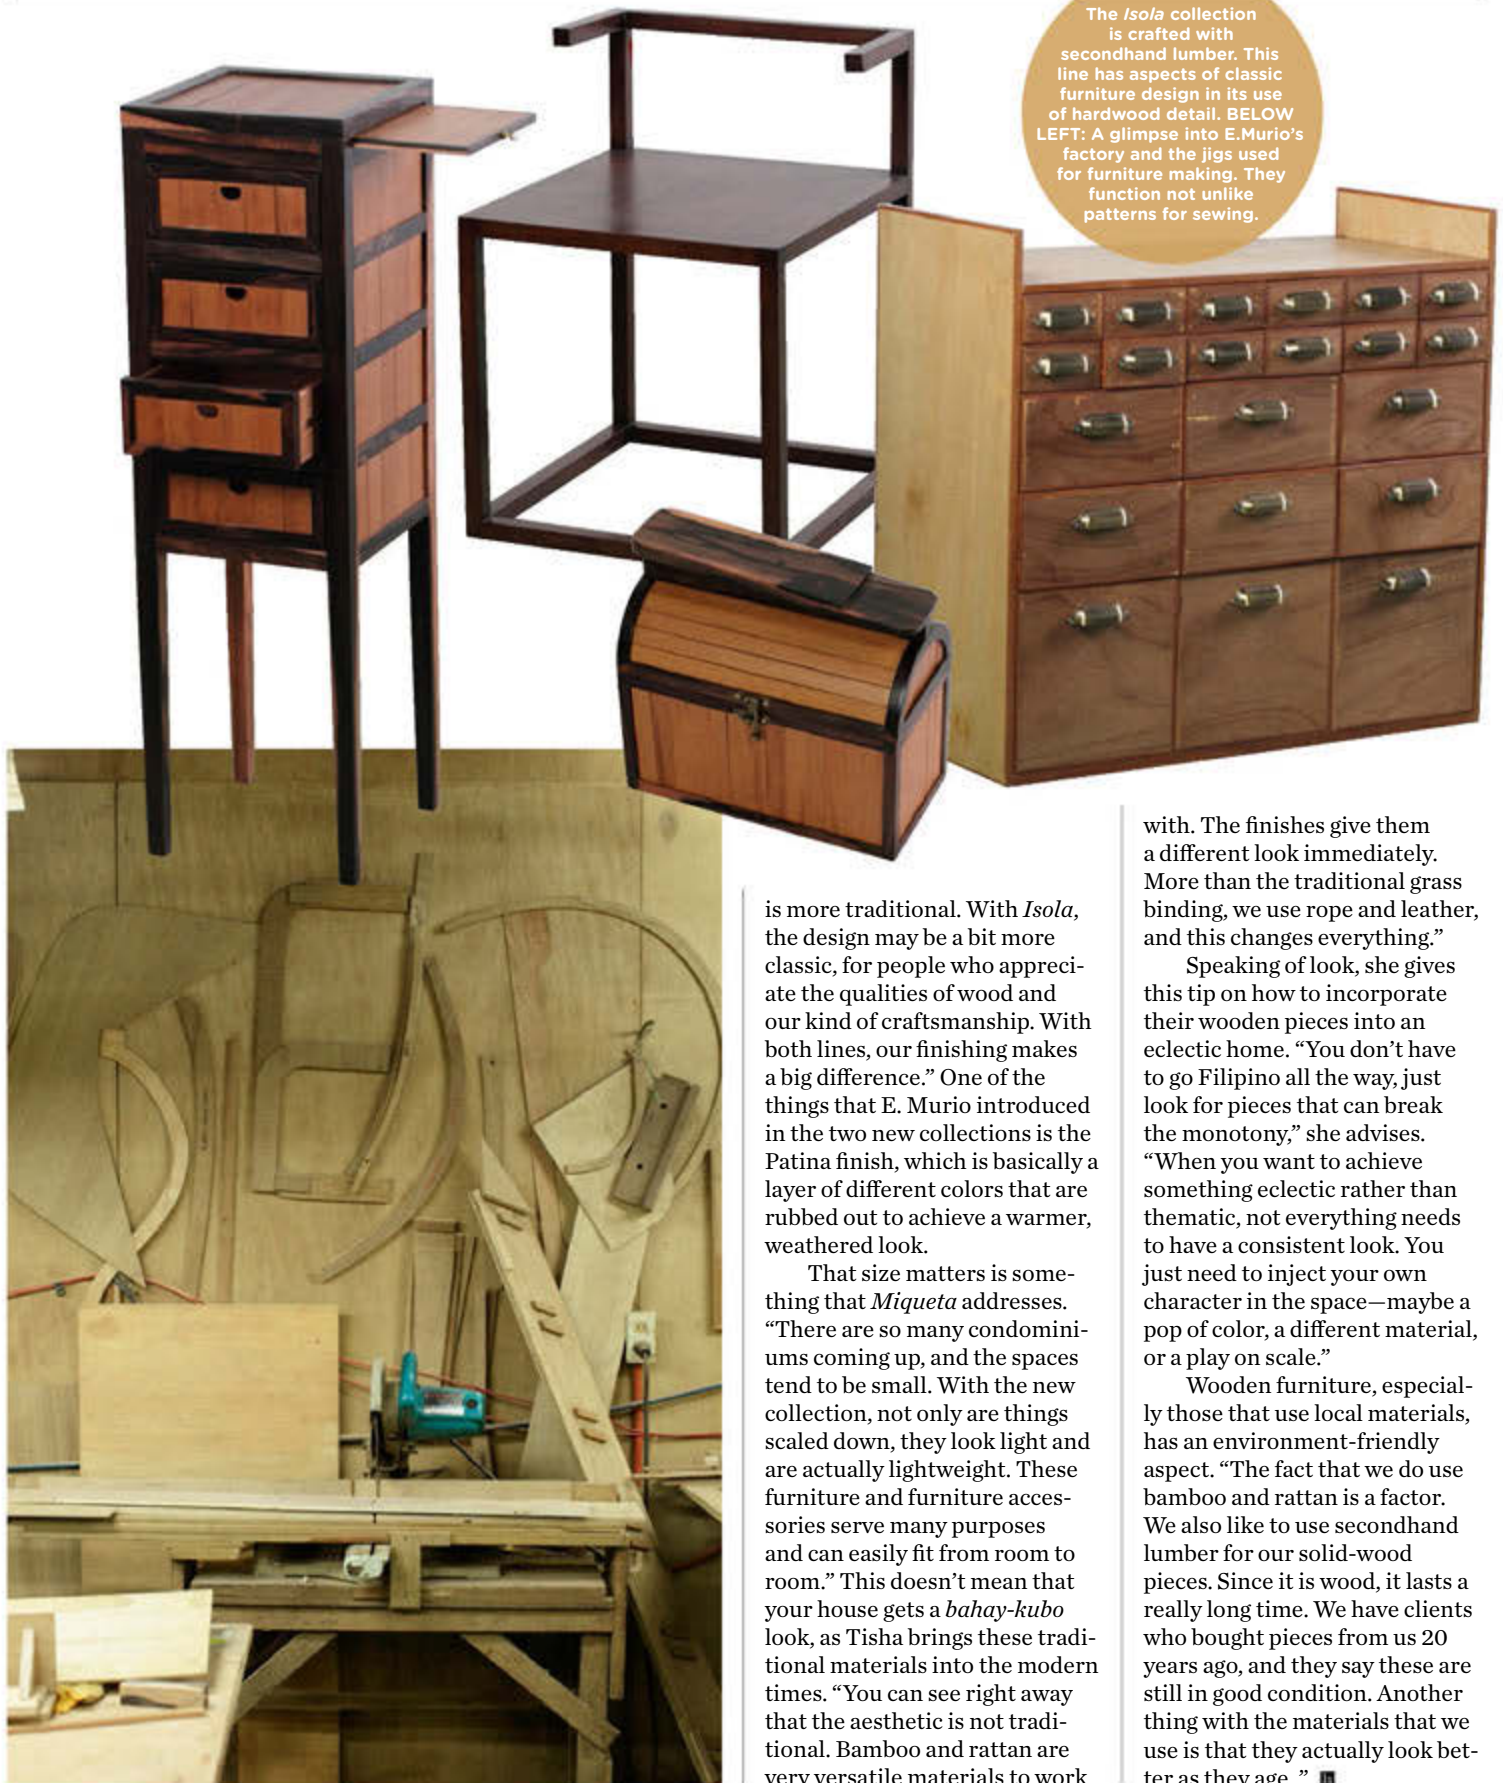 The Isola collection
is crafted with
secondhand lumber. This
line has aspects of classic
furniture design in its use
of hardwood detail. BELOW
LEFT: A glimpse into E.Murio’s
factory and the jigs used
for furniture making. They
function not unlike
patterns for sewing.
is more traditional. With Isola,
the design may be a bit more
classic, for people who appreci-
ate the qualities of wood and
our kind of craftsmanship. With
both lines, our finishing makes
a big difference.” One of the
things that E. Murio introduced
in the two new collections is the
Patina finish, which is basically a
layer of different colors that are
rubbed out to achieve a warmer,
weathered look.
That size matters is some-
thing that Miqueta addresses.
“There are so many condomini-
ums coming up, and the spaces
tend to be small. With the new
collection, not only are things
scaled down, they look light and
are actually lightweight. These
furniture and furniture acces-
sories serve many purposes
and can easily fit from room to
room.” This doesn’t mean that
your house gets a bahay-kubo
look, as Tisha brings these tradi-
tional materials into the modern
times. “You can see right away
that the aesthetic is not tradi-
tional. Bamboo and rattan are
very versatile materials to work
with. The finishes give them
a different look immediately.
More than the traditional grass
binding, we use rope and leather,
and this changes everything.”
Speaking of look, she gives
this tip on how to incorporate
their wooden pieces into an
eclectic home. “You don’t have
to go Filipino all the way, just
look for pieces that can break
the monotony,” she advises.
“When you want to achieve
something eclectic rather than
thematic, not everything needs
to have a consistent look. You
just need to inject your own
character in the space—maybe a
pop of color, a different material,
or a play on scale.”
Wooden furniture, especial-
ly those that use local materials,
has an environment-friendly
aspect. “The fact that we do use
bamboo and rattan is a factor.
We also like to use secondhand
lumber for our solid-wood
pieces. Since it is wood, it lasts a
really long time. We have clients
who bought pieces from us 20
years ago, and they say these are
still in good condition. Another
thing with the materials that we
use is that they actually look bet-
ter as they age.”